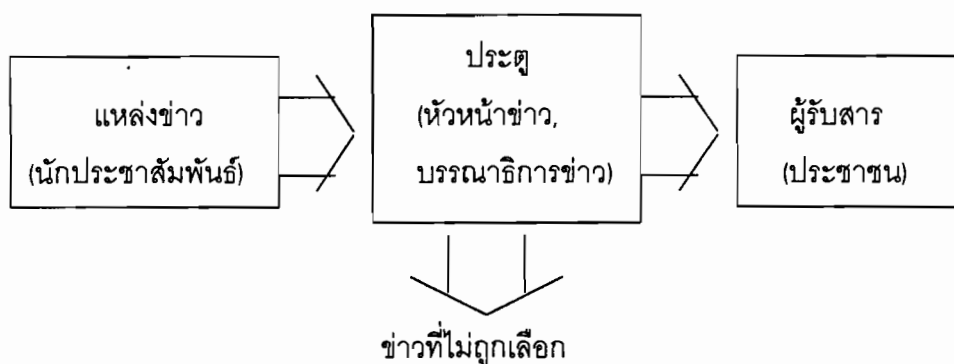 แหล่งข่าว
(นักประชาสัมพันธ์)
ประตู
(หัวหน้าข่าว,
บรรณาธิการข่าว)
ผู้รับสาร
(ประชาชน)
ข่าวที่ไม่ถูกเลือก